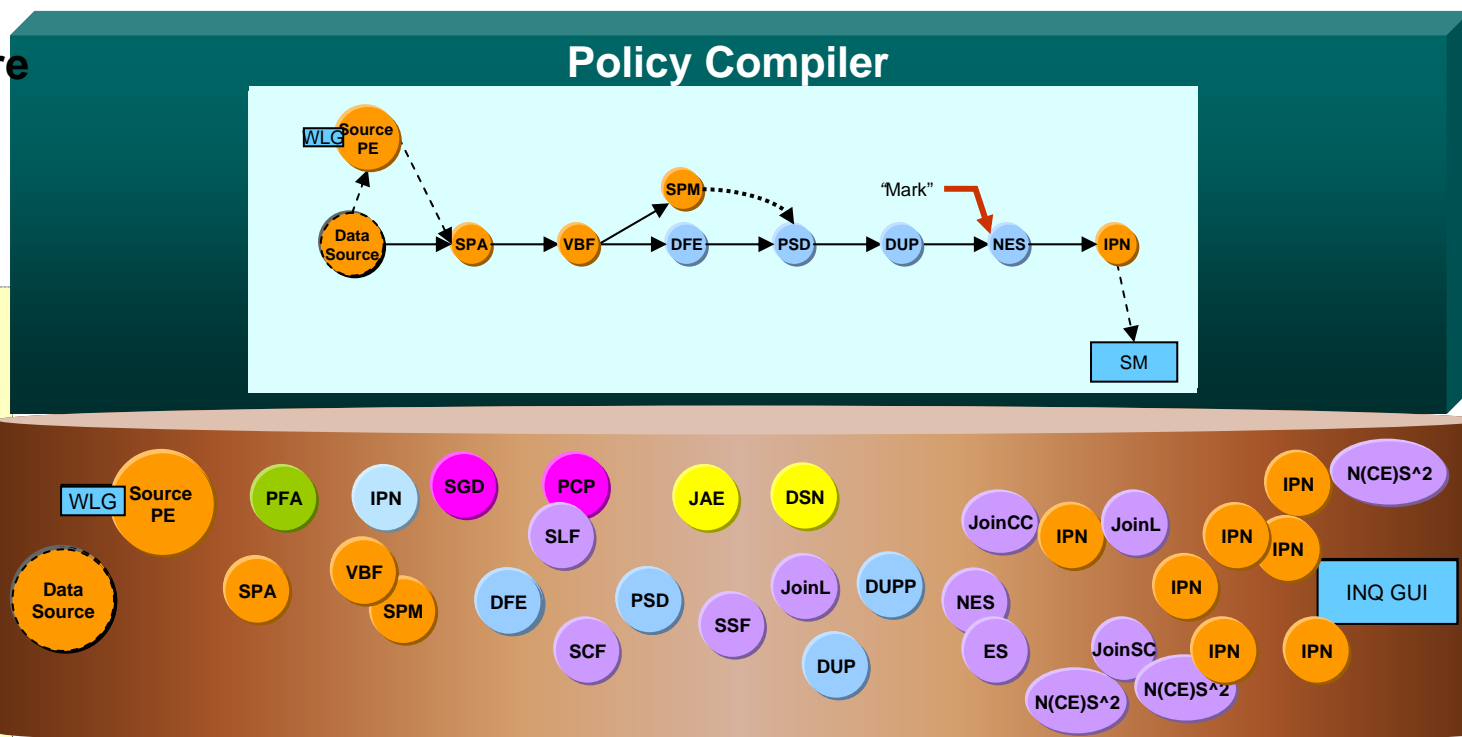 re
Policy Compiler
WLG
Source
PE
Data
Source
SPA
VBF
SPM
DFE
PSD
DUP
"Mark"
NES
IPN
SM
WLG
Source
PE
Data
Source
PFA
SPA
IPN
VBF
SPM
SGD
PCP
SLF
DFE
SCF
PSD
JAE
SSF
DSN
JoinL
DUP
DUPP
JoinCC
NES
ES
IPN
JoinL
N(CE)S^2
JoinSC
N(CE)S^2
IPN
IPN
IPN
IPN
IPN
IPN
N(CE)S^2
INQ GUI